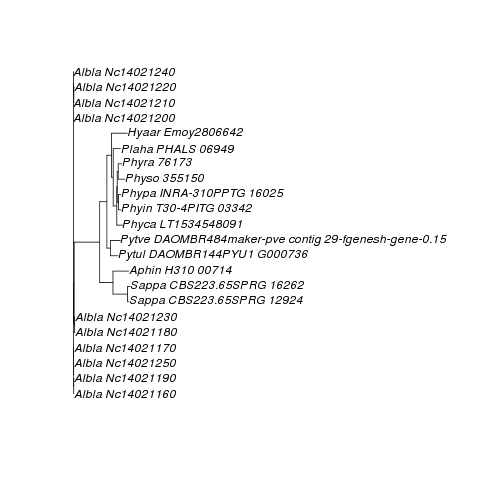 Albla Nc14021240
Albla Nc14021220
Albla Nc14021210
Albla Nc14021200
Hyaar Emoy2806642
Plaha PHALS 06949
Phyra 76173
Physo 355150
Phypa INRA-310PPTG 16025
Phyin T30-4PITG 03342
Phyca LT1534548091
Pytve DAOMBR484maker-pve contig 29-fgenesh-gene-0.15
Pytul DAOMBR144PYU1 G000736
Aphin H310 00714
Sappa CBS223.65SPRG 16262
Sappa CBS223.65SPRG 12924
Albla Nc14021230
Albla Nc14021180
Albla Nc14021170
Albla Nc14021250
Albla Nc14021190
Albla Nc14021160